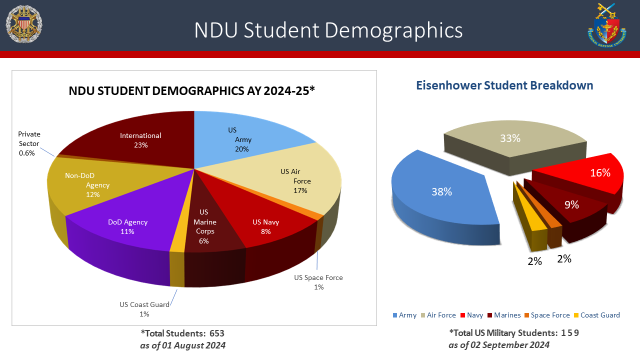 NDU Student Demographics
NDU STUDENT DEMOGRAPHICS AY 2024-25*
US
Army
20%
US Air
Force
17%
US Space Force
1%
US Navy
8%
US
Marine
Corps
6%
US Coast Guard
1%
DoD Agency
11%
Non-DoD
Agency
12%
Private
Sector
0.6%
International
23%
*Total Students: 653
as of 01 August 2024
Eisenhower Student Breakdown
33%
16%
9%
2%
2%
38%
Army Air Force Navy Marines Space Force Coast Guard
*Total US Military Students: 1 5 9
as of 02 September 2024